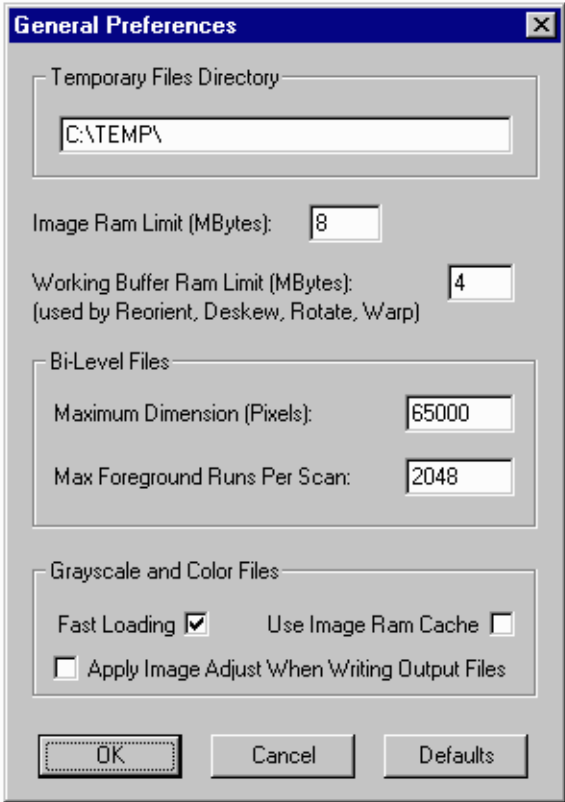 General Preferences
Temporary Files Directory
C:\TEMP\
Image Ram Limit (MBytes): 8
Working Buffer Ram Limit (MBytes): 4
(used by Reorient, Deskew, Rotate, Warp)
Bi-Level Files
Maximum Dimension (Pixels): 65000
Max Foreground Runs Per Scan: 2048
Grayscale and Color Files
Fast Loading Use Image Ram Cache
Apply Image Adjust When Writing Output Files
OK Cancel Defaults